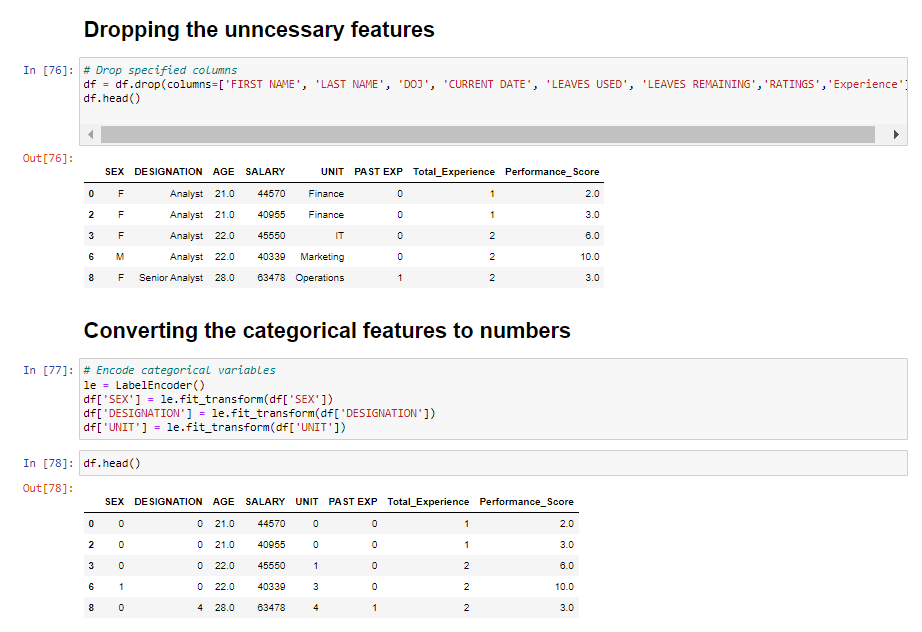 Dropping the unncessary features
In [76]: # Drop specified columns
df = df.drop(columns=['FIRST NAME', 'LAST NAME', 'DOJ', 'CURRENT DATE', 'LEAVES USED', 'LEAVES REMAINING','RATINGS','Experience']
df.head()
Out[76]:
SEX DESIGNATION AGE SALARY UNIT PAST EXP Total_Experience Performance_Score
0 F Analyst 21.0 44570 Finance 0 1 2.0
2 F Analyst 21.0 40955 Finance 0 1 3.0
3 F Analyst 22.0 45550 IT 0 2 6.0
6 M Analyst 22.0 40339 Marketing 0 2 10.0
8 F Senior Analyst 28.0 63478 Operations 1 2 3.0
Converting the categorical features to numbers
In [77]: # Encode categorical variables
le = LabelEncoder()
df['SEX'] = le.fit_transform(df['SEX'])
df['DESIGNATION'] = le.fit_transform(df['DESIGNATION'])
df['UNIT'] = le.fit_transform(df['UNIT'])
In [78]: df.head()
Out[78]:
SEX DESIGNATION AGE SALARY UNIT PAST EXP Total_Experience Performance_Score
0 0 0 21.0 44570 0 0 1 2.0
2 0 0 21.0 40955 0 0 1 3.0
3 0 0 22.0 45550 1 0 2 6.0
6 1 0 22.0 40339 3 0 2 10.0
8 0 4 28.0 63478 4 1 2 3.0